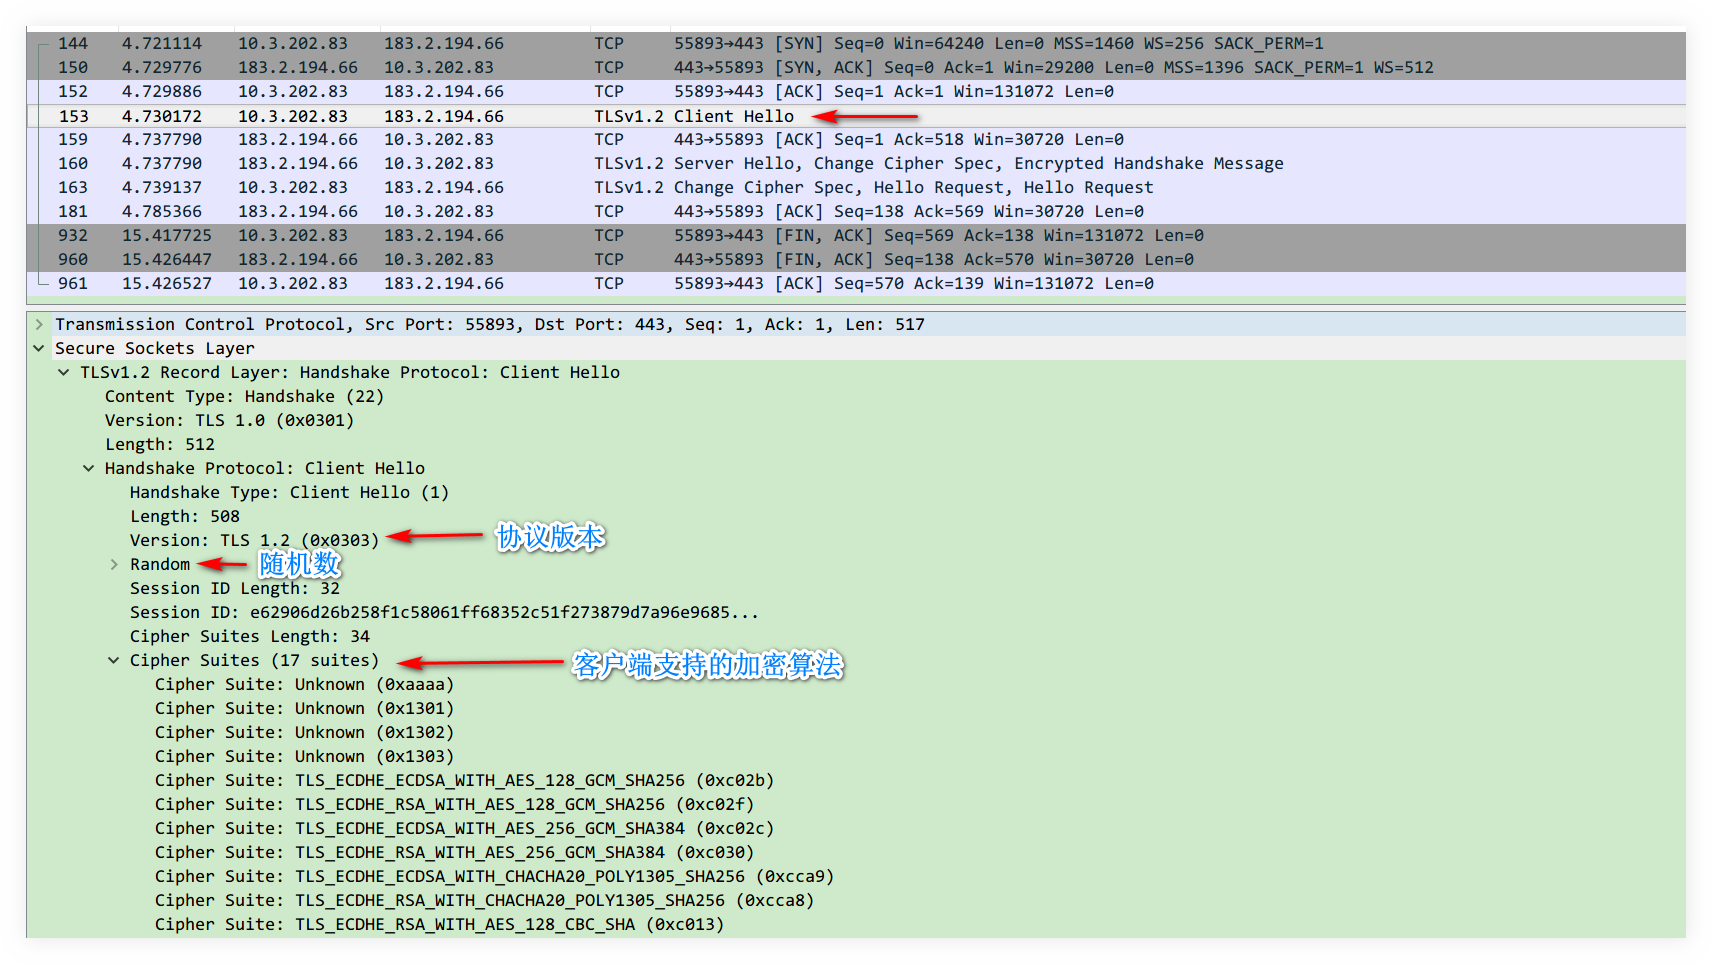 144 4.721114 10.3.202.83 183.2.194.66 TCP 55893→443 [SYN] Seq=0 Win=64240 Len=0 MSS=1460 WS=256 SACK_PERM=1
150 4.729776 183.2.194.66 10.3.202.83 TCP 443→55893 [SYN, ACK] Seq=0 Ack=1 Win=29200 Len=0 MSS=1396 SACK_PERM=1 WS=512
152 4.729886 10.3.202.83 183.2.194.66 TCP 55893→443 [ACK] Seq=1 Ack=1 Win=131072 Len=0
153 4.730172 10.3.202.83 183.2.194.66 TLSv1.2 Client Hello
159 4.737790 183.2.194.66 10.3.202.83 TCP 443→55893 [ACK] Seq=1 Ack=518 Win=30720 Len=0
160 4.737790 183.2.194.66 10.3.202.83 TLSv1.2 Server Hello, Change Cipher Spec, Encrypted Handshake Message
163 4.739137 10.3.202.83 183.2.194.66 TLSv1.2 Change Cipher Spec, Hello Request, Hello Request
181 4.785366 183.2.194.66 10.3.202.83 TCP 443→55893 [ACK] Seq=138 Ack=569 Win=30720 Len=0
932 15.417725 10.3.202.83 183.2.194.66 TCP 55893→443 [FIN, ACK] Seq=569 Ack=138 Win=131072 Len=0
960 15.426447 183.2.194.66 10.3.202.83 TCP 443→55893 [FIN, ACK] Seq=138 Ack=570 Win=30720 Len=0
961 15.426527 10.3.202.83 183.2.194.66 TCP 55893→443 [ACK] Seq=570 Ack=139 Win=131072 Len=0
Transmission Control Protocol, Src Port: 55893, Dst Port: 443, Seq: 1, Ack: 1, Len: 517
Secure Sockets Layer
TLSv1.2 Record Layer: Handshake Protocol: Client Hello
Content Type: Handshake (22)
Version: TLS 1.0 (0x0301)
Length: 512
Handshake Protocol: Client Hello
Handshake Type: Client Hello (1)
Length: 508
Version: TLS 1.2 (0x0303) 协议版本
Random 随机数
Session ID Length: 32
Session ID: e62906d26b258f1c58061ff68352c51f273879d7a96e9685...
Cipher Suites Length: 34
Cipher Suites (17 suites) 客户端支持的加密算法
Cipher Suite: Unknown (0xaaaa)
Cipher Suite: Unknown (0x1301)
Cipher Suite: Unknown (0x1302)
Cipher Suite: Unknown (0x1303)
Cipher Suite: TLS_ECDHE_ECDSA_WITH_AES_128_GCM_SHA256 (0xc02b)
Cipher Suite: TLS_ECDHE_RSA_WITH_AES_128_GCM_SHA256 (0xc02f)
Cipher Suite: TLS_ECDHE_ECDSA_WITH_AES_256_GCM_SHA384 (0xc02c)
Cipher Suite: TLS_ECDHE_RSA_WITH_AES_256_GCM_SHA384 (0xc030)
Cipher Suite: TLS_ECDHE_ECDSA_WITH_CHACHA20_POLY1305_SHA256 (0xcca9)
Cipher Suite: TLS_ECDHE_RSA_WITH_CHACHA20_POLY1305_SHA256 (0xcca8)
Cipher Suite: TLS_ECDHE_RSA_WITH_AES_128_CBC_SHA (0xc013)